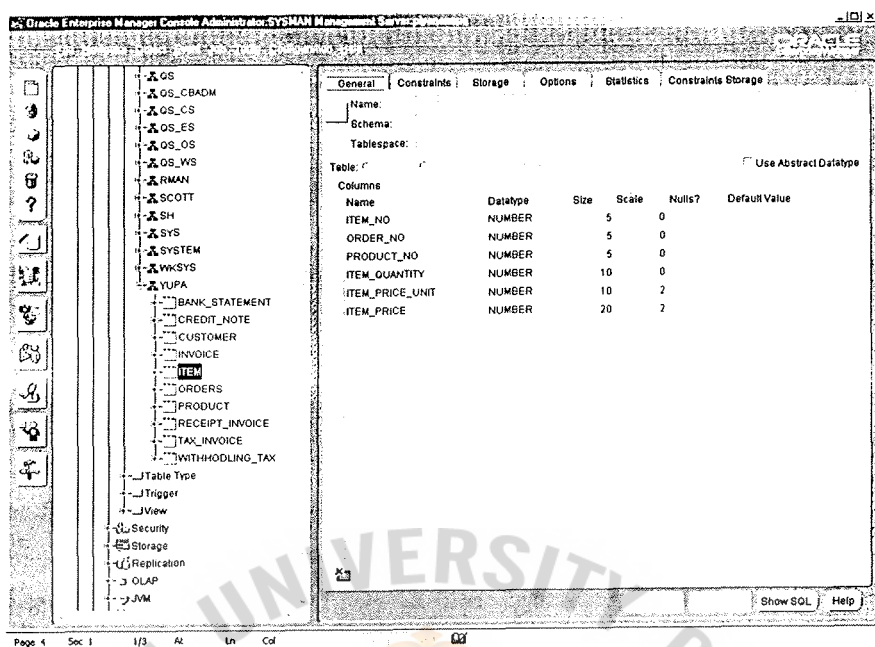 Oracle Enterprise Manager Console Administrator:SYSMAN Management Server:
QS
QS_CBADM
QS_CS
QS_ES
QS_OS
QS_WS
RMAN
SCOTT
SH
SYS
SYSTEM
WKSYS
YUPA
BANK_STATEMENT
CREDIT_NOTE
CUSTOMER
INVOICE
ITEM
ORDERS
PRODUCT
RECEIPT_INVOICE
TAX_INVOICE
WITHHODLING_TAX
Table Type
Trigger
View
Security
Storage
Replication
OLAP
JVM
General Constraints Storage Options Statistics Constraints Storage
Name:
Schema:
Tablespace:
Table: Use Abstract Datatype
Columns
Name Datatype Size Scale Nulls? Default Value
ITEM_NO NUMBER 5 0
ORDER_NO NUMBER 5 0
PRODUCT_NO NUMBER 5 0
ITEM_QUANTITY NUMBER 10 0
ITEM_PRICE_UNIT NUMBER 10 2
ITEM_PRICE NUMBER 20 2
UNIVERSITY
Show SQL Help
Page 4 Sec 1 1/3 At Ln Col